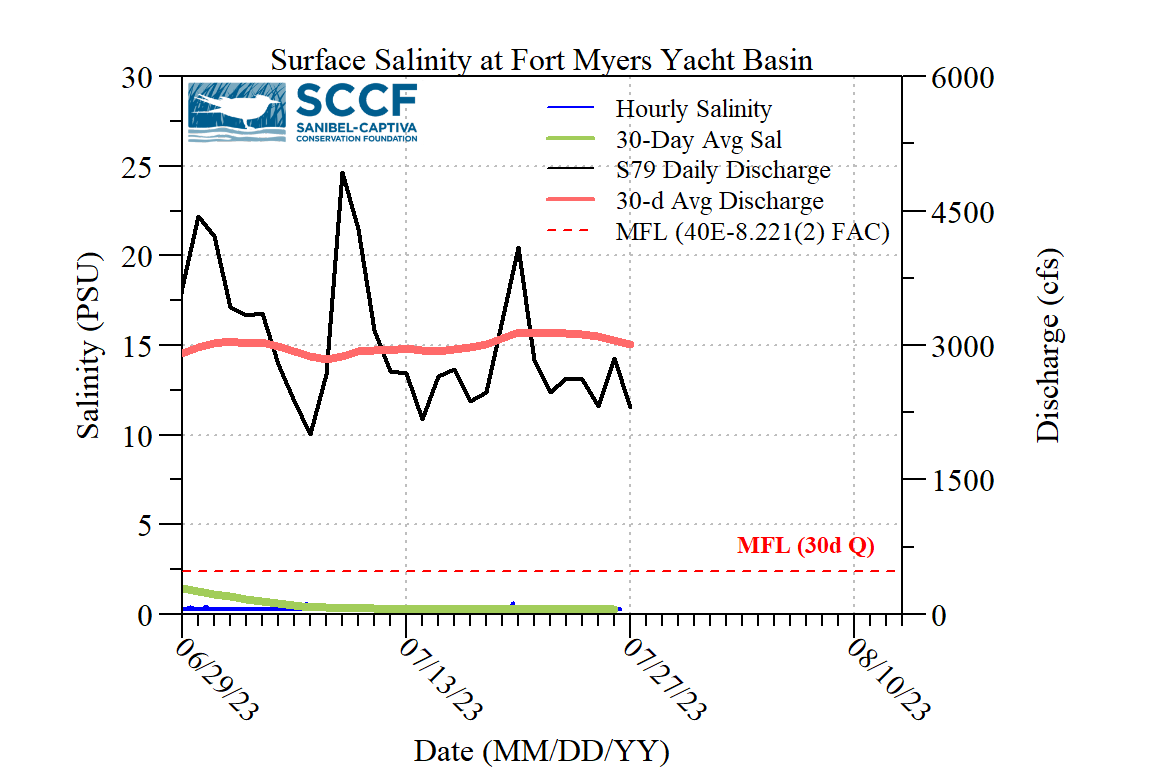 Surface Salinity at Fort Myers Yacht Basin
SCCF
SANIBEL-CAPTIVA
CONSERVATION FOUNDATION
Hourly Salinity
30-Day Avg Sal
S79 Daily Discharge
30-d Avg Discharge
MFL (40E-8.221(2) FAC)
30
25
20
15
10
5
0
Salinity (PSU)
6000
4500
3000
1500
0
Discharge (cfs)
MFL (30d Q)
06/29/23
07/13/23
07/27/23
08/10/23
Date (MM/DD/YY)